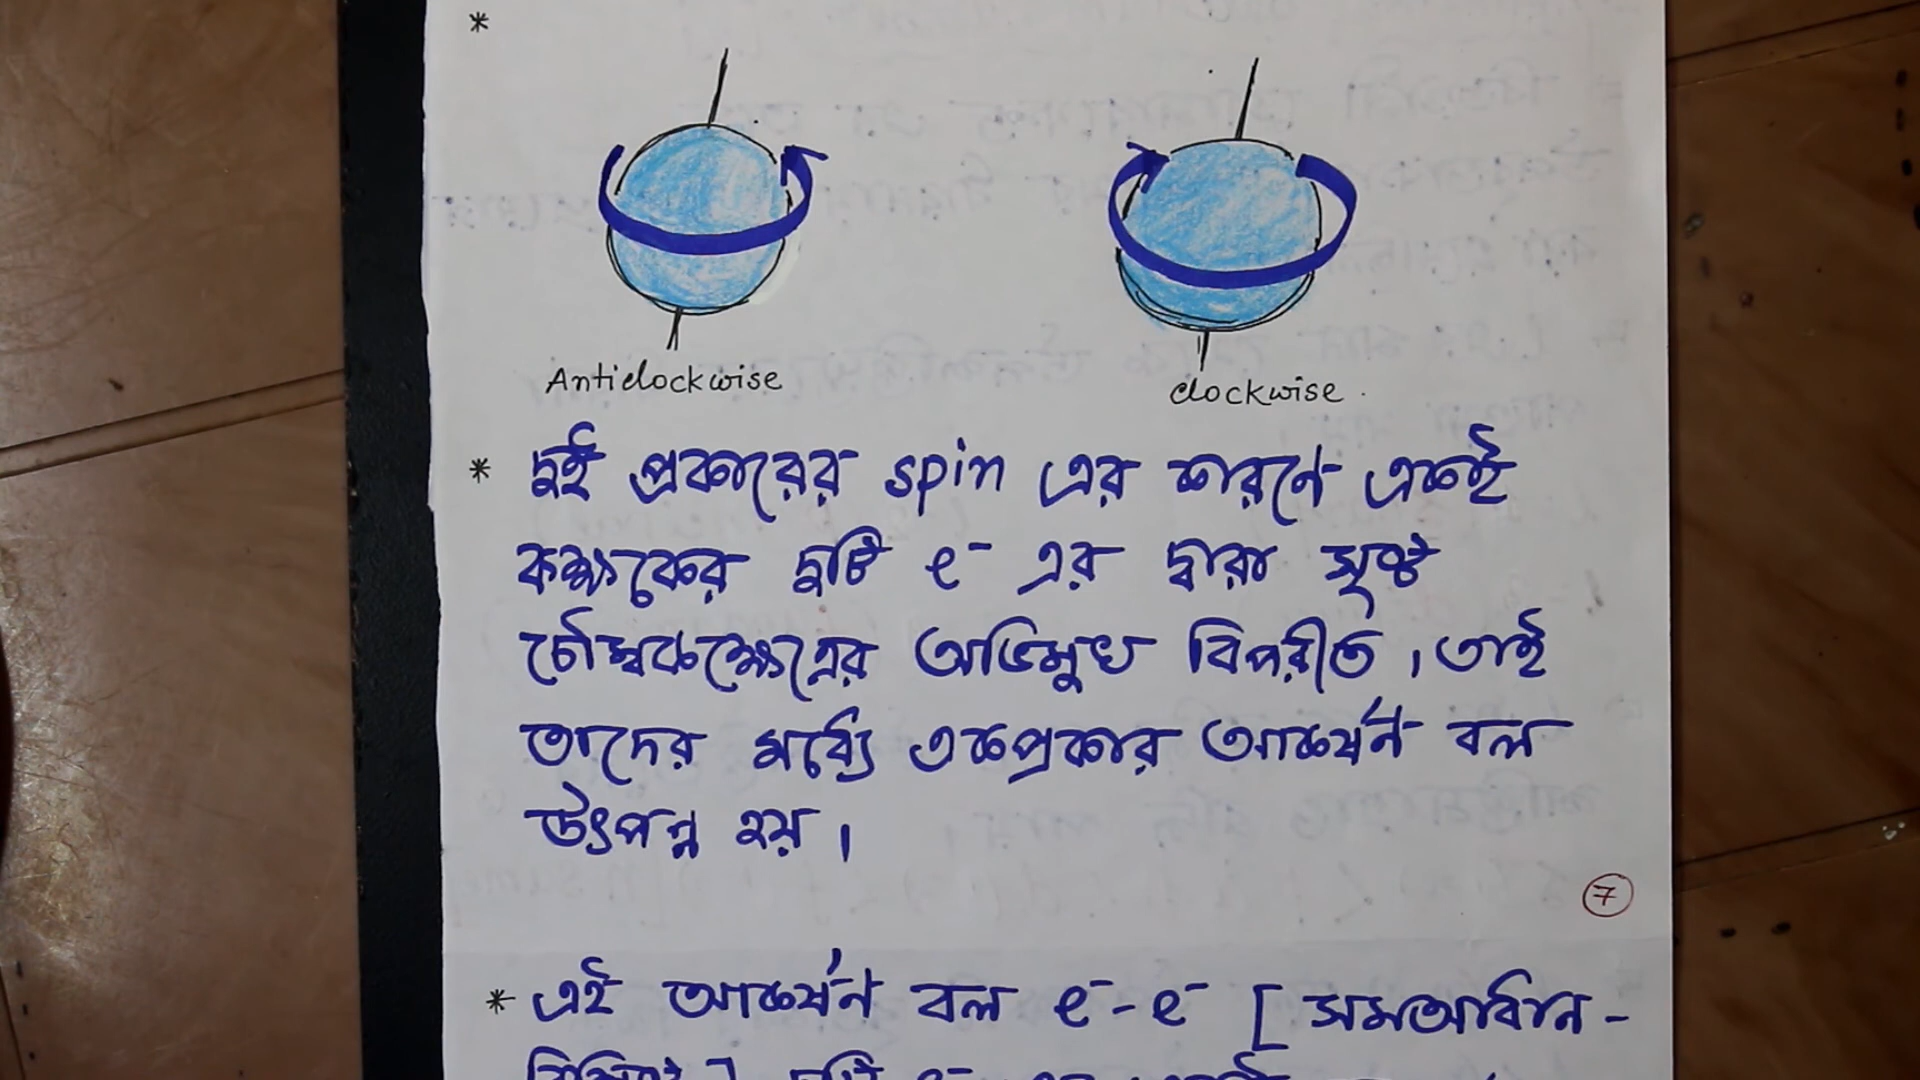 *
Anticlockwise
clockwise.
* দুই প্রকারের spin এর কারণে একই
কক্ষকের দুটি e⁻ এর দ্বারা সৃষ্ট
চৌম্বকক্ষেত্রের অভিমুখ বিপরীত। তাই
তাদের মধ্যে একপ্রকার আকর্ষণ বল
উৎপন্ন হয়।
7
* এই আকর্ষণ বল e⁻-e⁻ [ সমআধান-